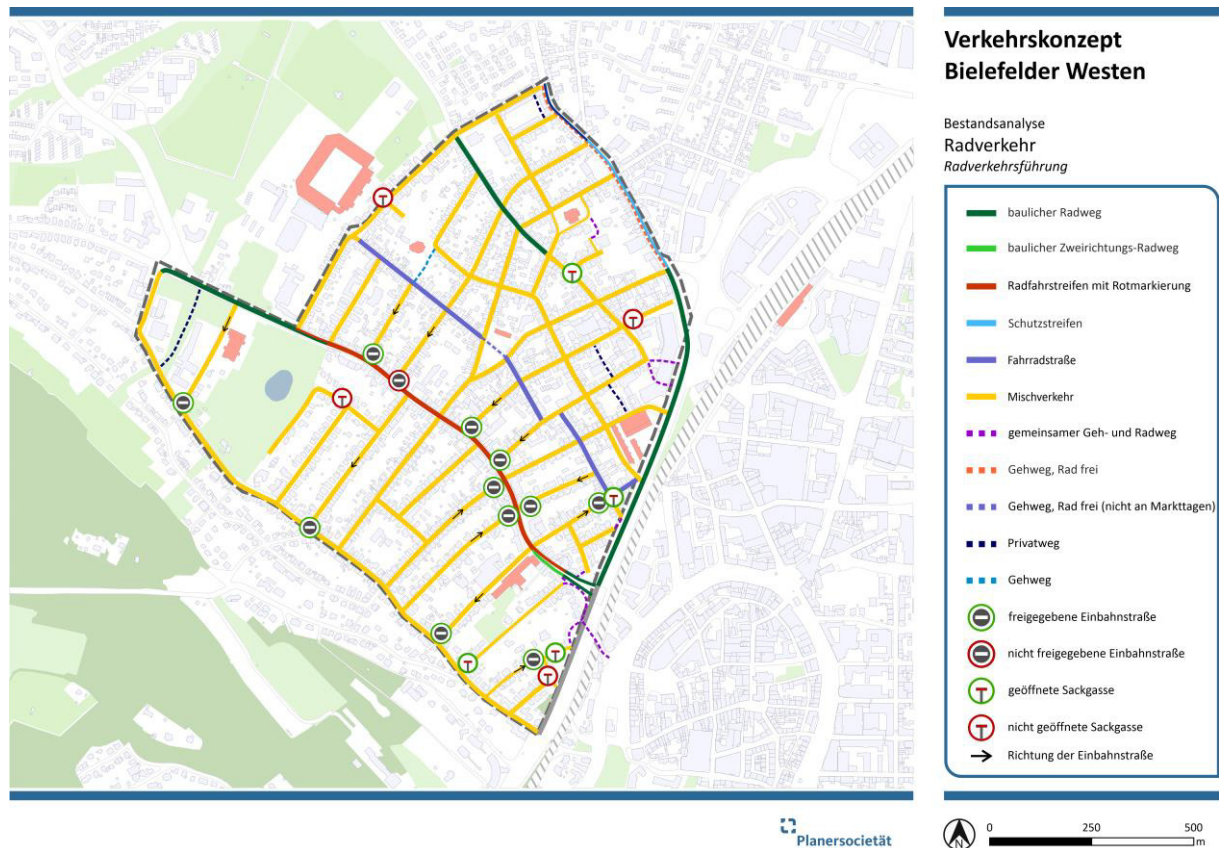 Verkehrskonzept
Bielefelder Westen
Bestandsanalyse
Radverkehr
Radverkehrsführung
baulicher Radweg
baulicher Zweirichtungs-Radweg
Radfahrstreifen mit Rotmarkierung
Schutzstreifen
Fahrradstraße
Mischverkehr
gemeinsamer Geh- und Radweg
Gehweg, Rad frei
Gehweg, Rad frei (nicht an Markttagen)
Privatweg
Gehweg
freigegebene Einbahnstraße
nicht freigegebene Einbahnstraße
geöffnete Sackgasse
nicht geöffnete Sackgasse
Richtung der Einbahnstraße
Planersocietät
N
0 250 500
m